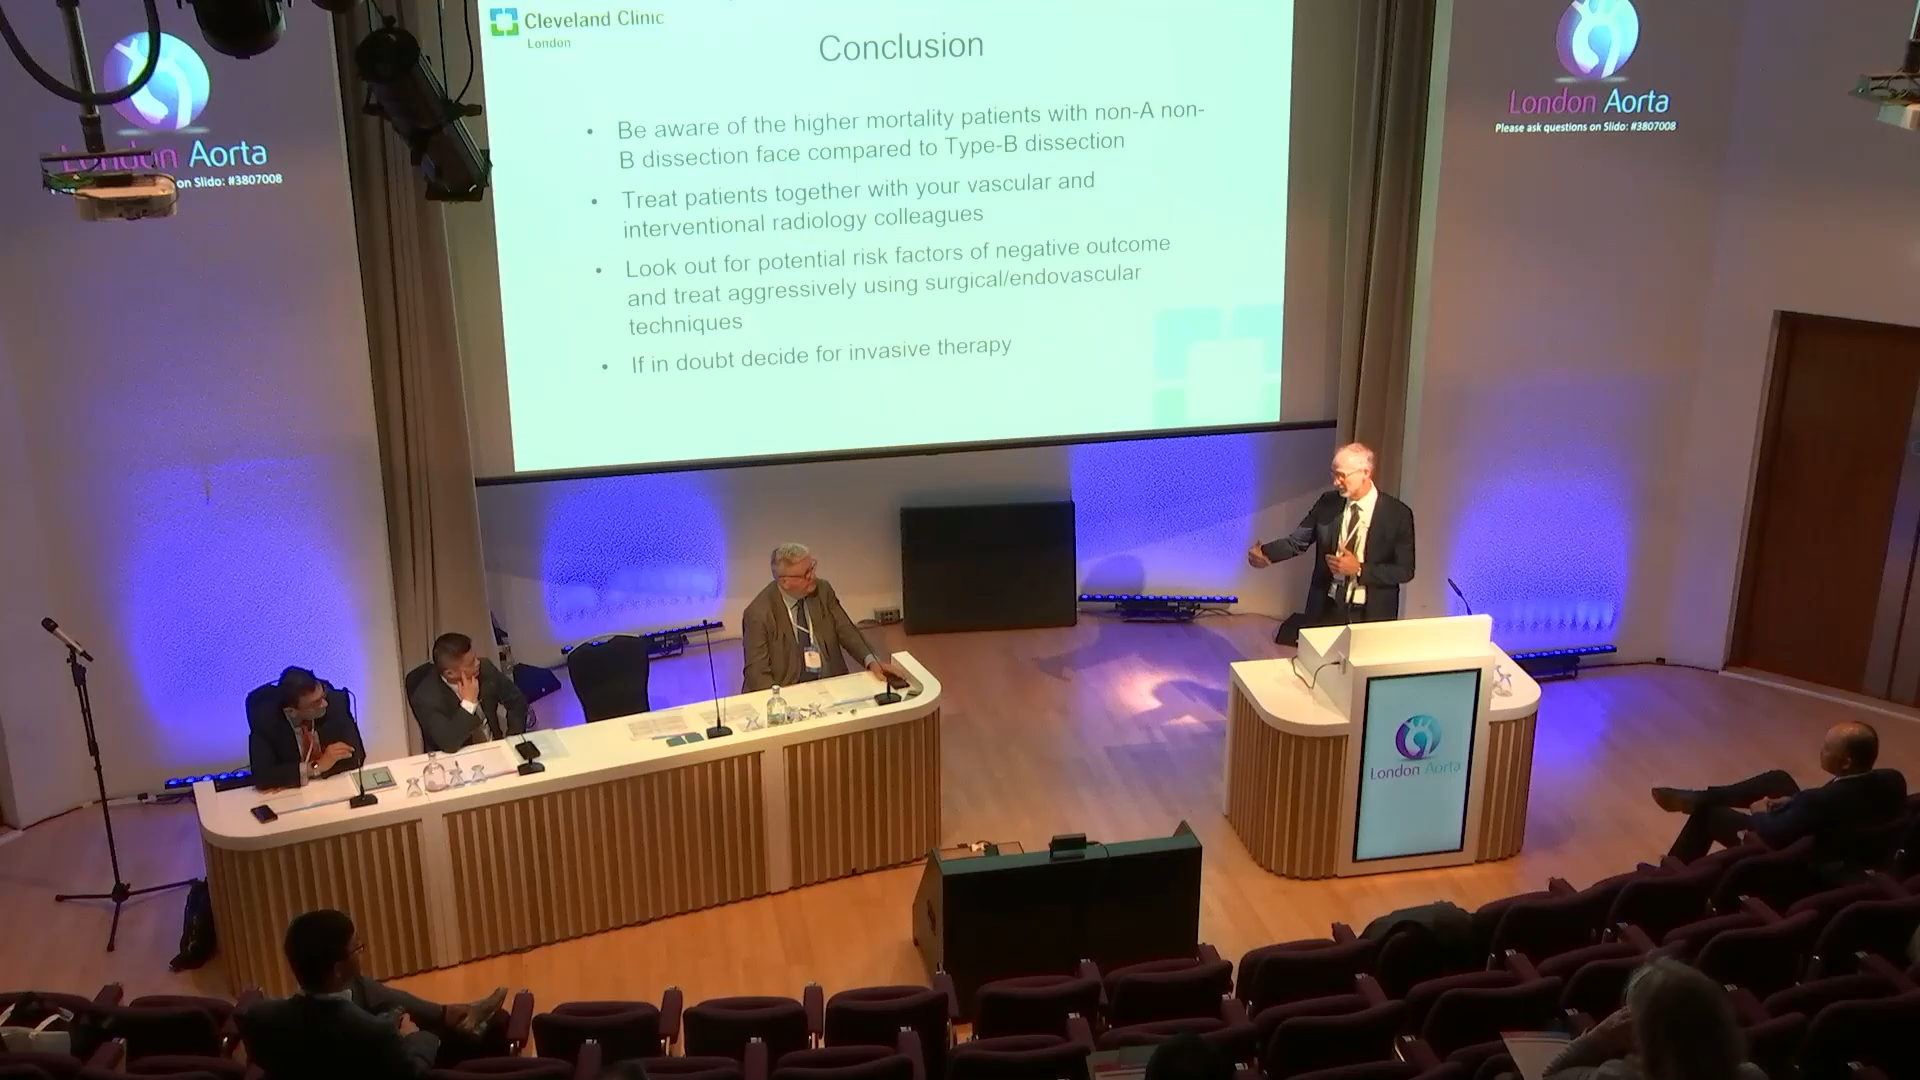 Cleveland Clinic
London
Conclusion
• Be aware of the higher mortality patients with non-A non-
B dissection face compared to Type-B dissection
• Treat patients together with your vascular and
interventional radiology colleagues
• Look out for potential risk factors of negative outcome
and treat aggressively using surgical/endovascular
techniques
• If in doubt decide for invasive therapy
London Aorta
on Slido: #3807008
London Aorta
Please ask questions on Slido: #3807008
London Aorta